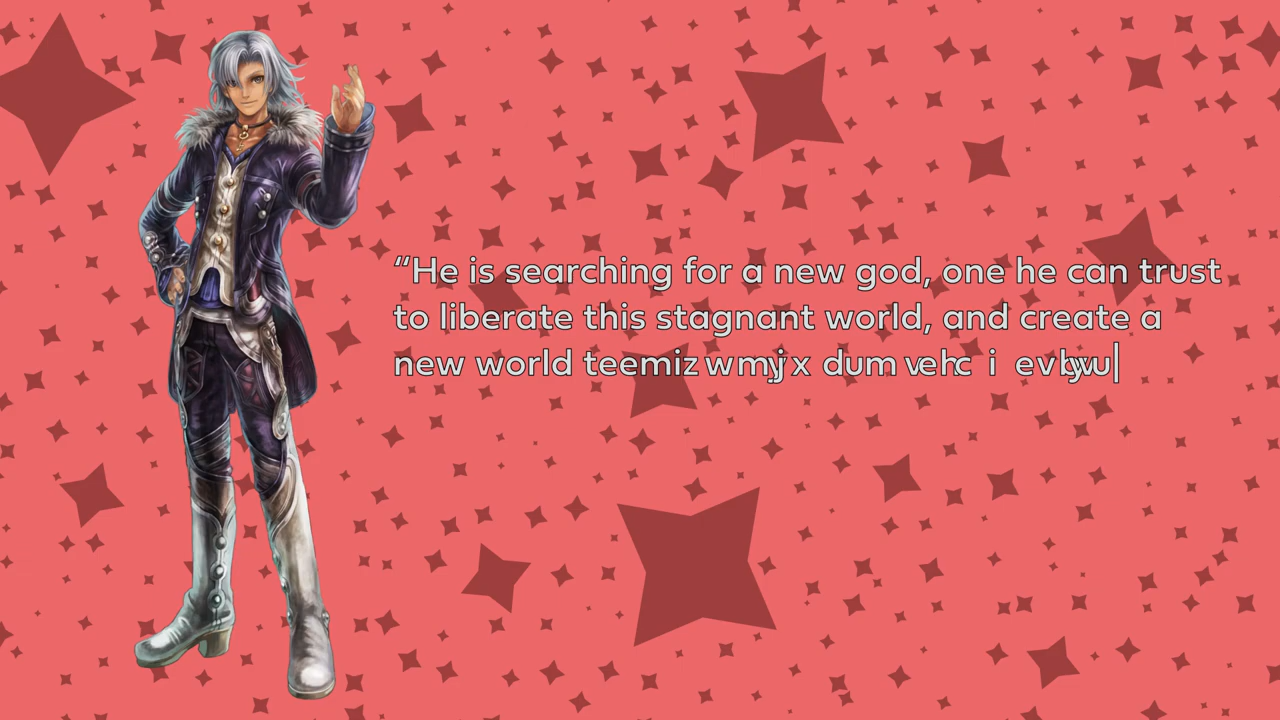 “He is searching for a new god, one he can trust
to liberate this stagnant world, and create a
new world